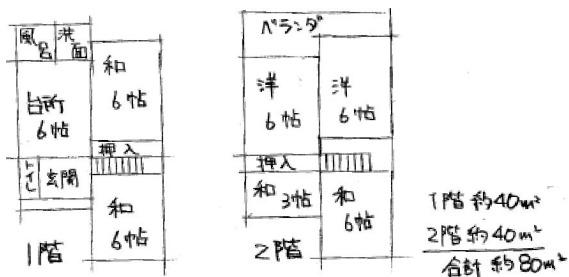 風呂
洗面
和
6帖
台所
6帖
押入
トイレ
玄関
和
6帖
1階
ベランダ
洋
6帖
洋
6帖
押入
和 3帖
和
6帖
2階
1階 約40m²
2階 約40m²
合計 約80m²